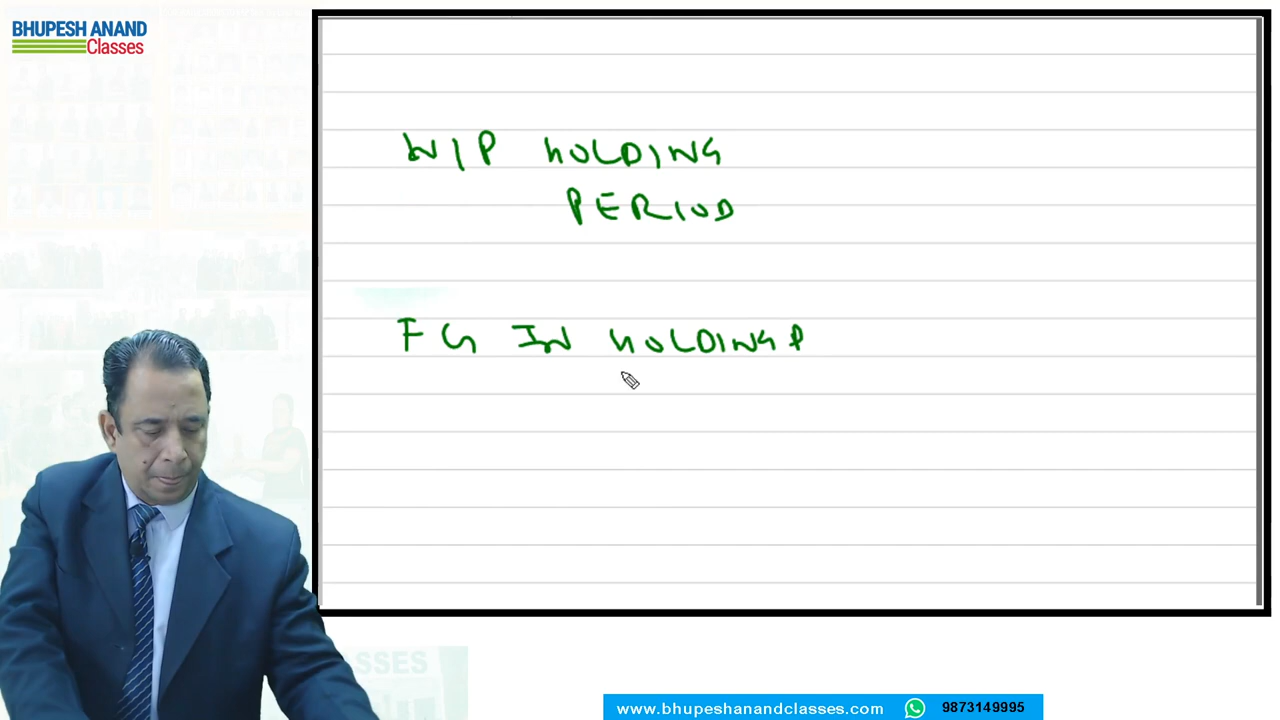 BHUPESH ANAND
Classes
WIP HOLDING
PERIOD
FG IN HOLDING P
www.bhupeshanandclasses.com 9873149995